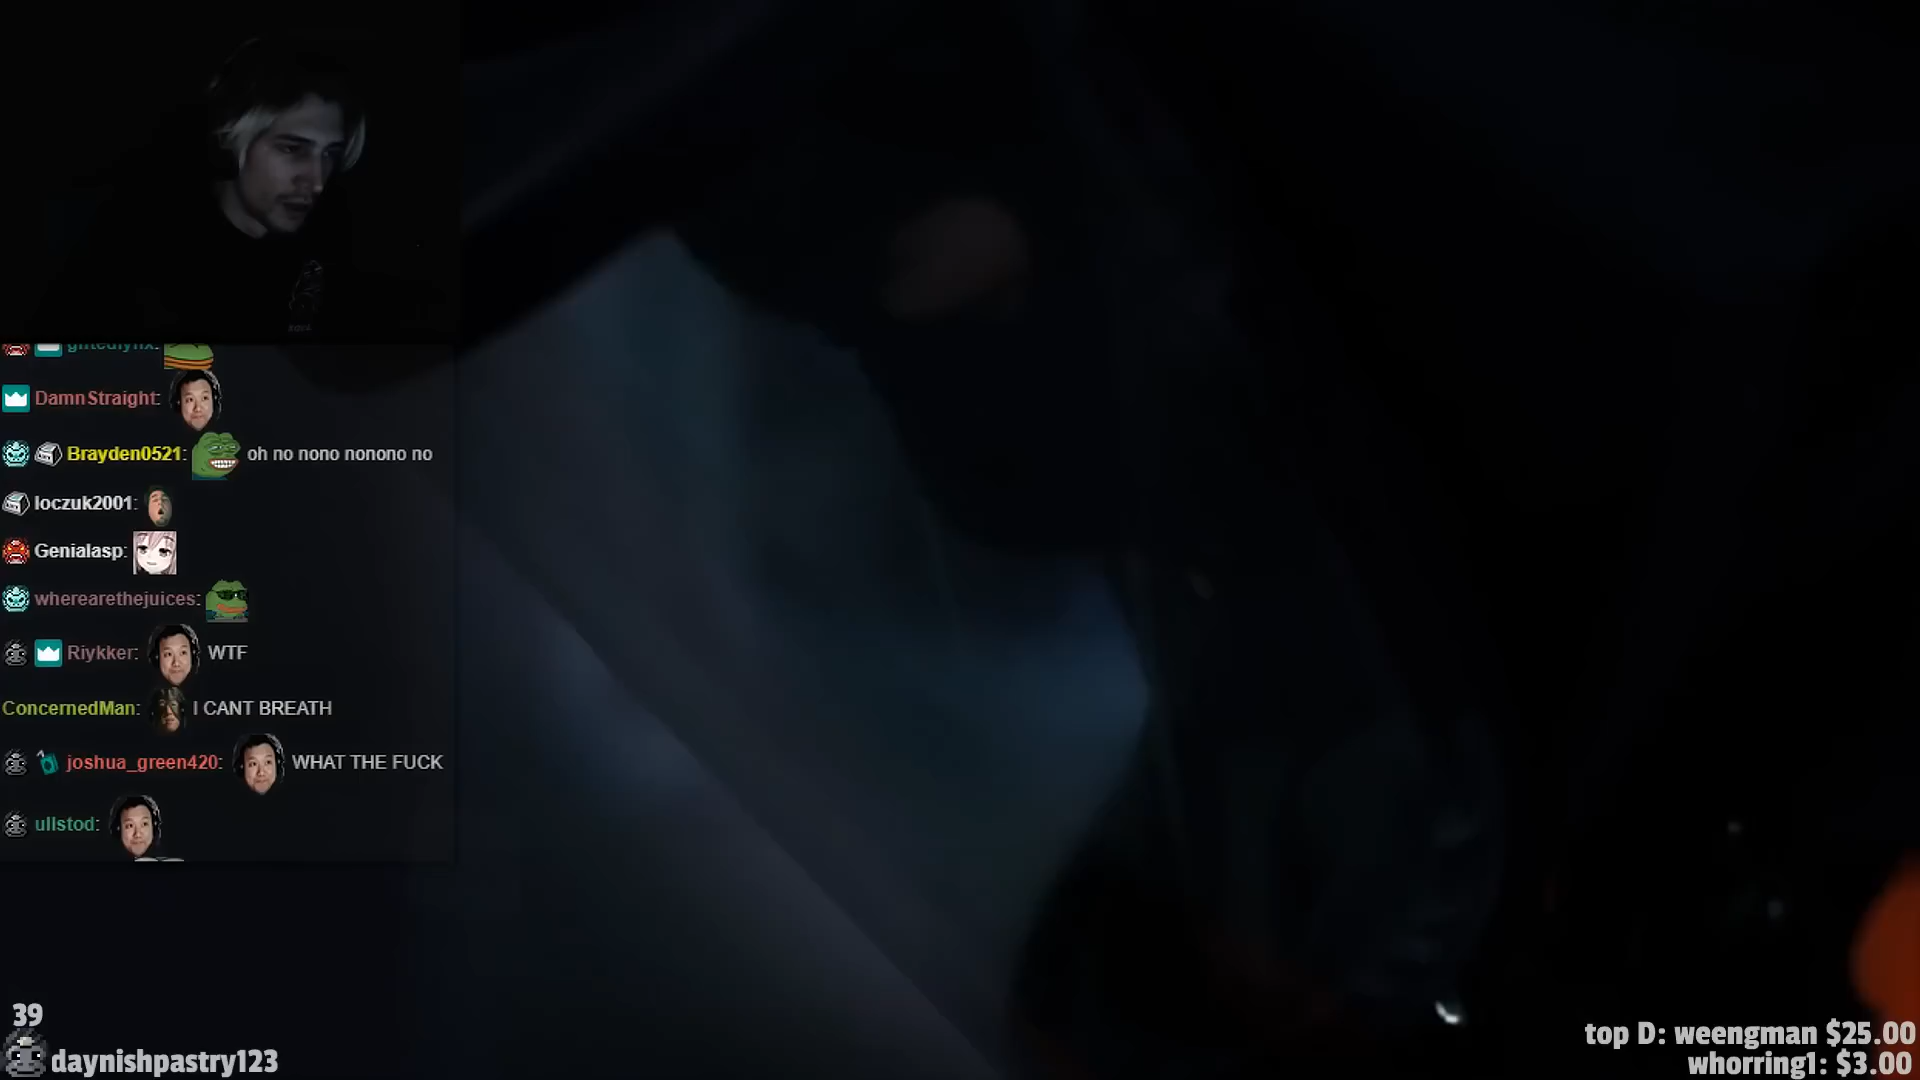 giftedlynx:
DamnStraight:
Brayden0521: oh no nono nonono no
loczuk2001:
Genialasp:
wherearethejuices:
Riykker: WTF
ConcernedMan: I CANT BREATH
joshua_green420: WHAT THE FUCK
ullstod:
39
daynishpastry123
top D: weengman $25.00
whorring1: $3.00